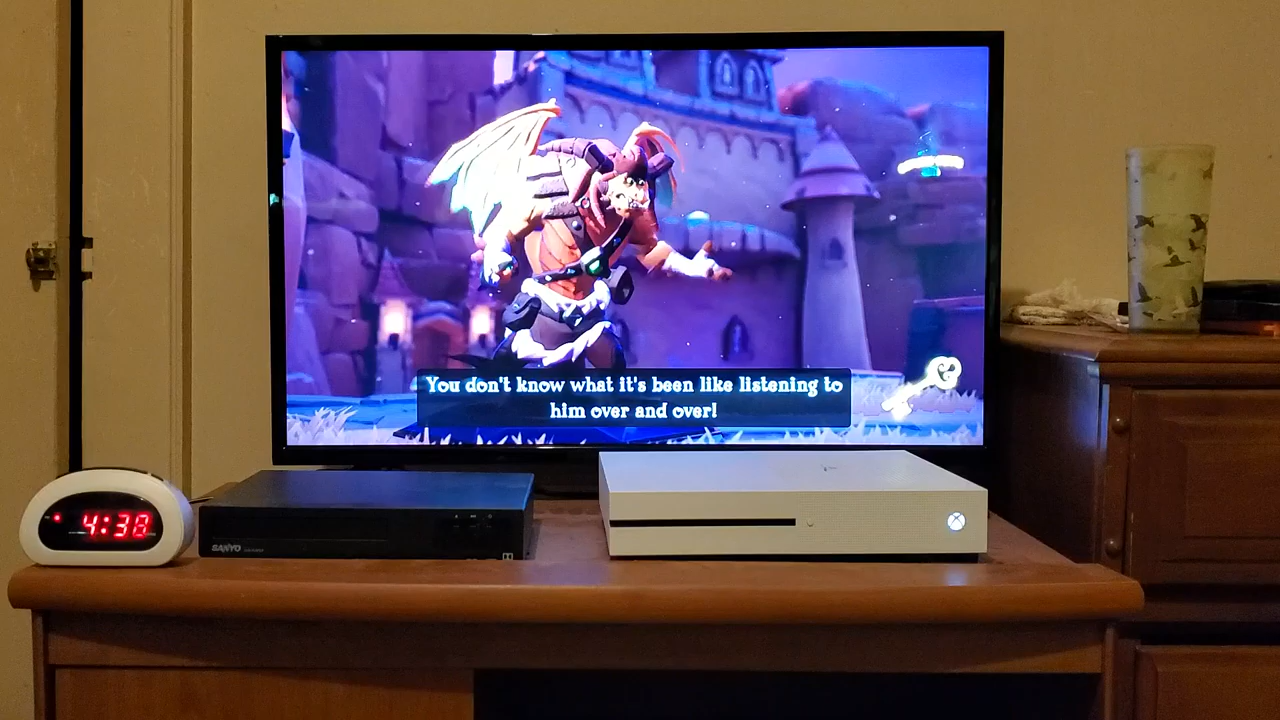 You don't know what it's been like listening to
him over and over!
4:38
SANYO